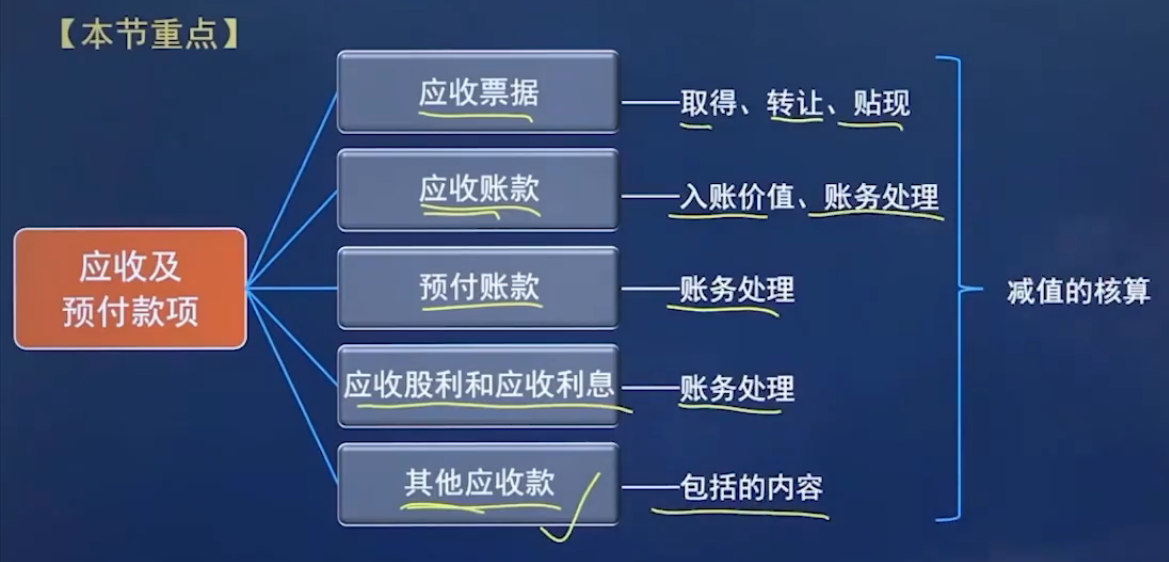 【本节重点】
应收票据
取得、转让、贴现
应收账款
入账价值、账务处理
应收及
预付款项
预付账款
账务处理
减值的核算
应收股利和应收利息
账务处理
其他应收款
包括的内容